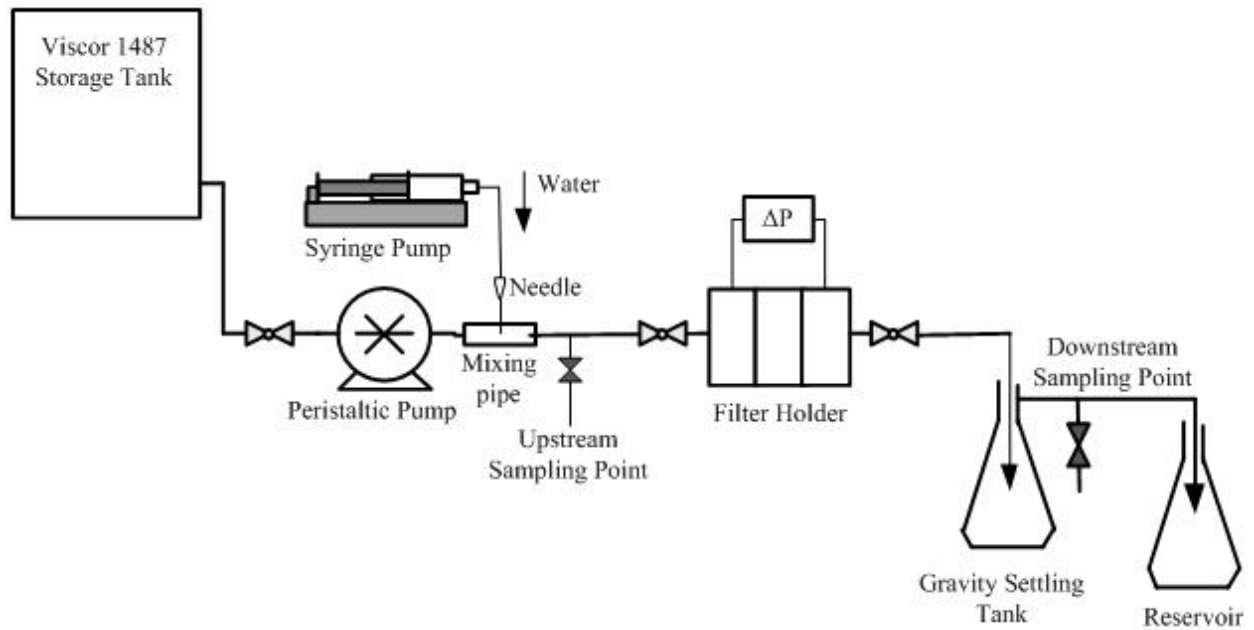 Viscor 1487
Storage Tank
Water
Syringe Pump
ΔP
Needle
Mixing
pipe
Peristaltic Pump
Upstream
Sampling Point
Filter Holder
Downstream
Sampling Point
Gravity Settling
Tank
Reservoir